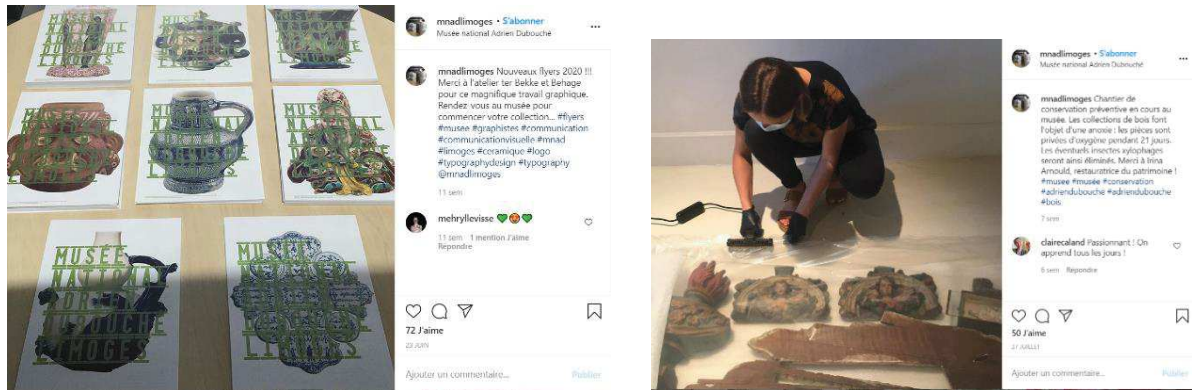 MUSÉE
NATIONAL
ADRIEN
DUBOUCHÉ
LIMOGES
mnadlimoges • S'abonner
Musée national Adrien Dubouché
mnadlimoges Nouveaux flyers 2020 !!!
Merci à l'atelier ter Bekke et Behage
pour ce magnifique travail graphique.
Rendez vous au musée pour
commencer votre collection... #flyers
#musee #graphistes #communication
#communicationvisuelle #mnad
#limoges #ceramique #logo
#typographydesign #typography
@mnadlimoges
11 sem
mehryllevisse 💚🤩💚
11 sem 1 mention J'aime
Répondre
72 J'aime
23 JUIN
Ajouter un commentaire... Publier
mnadlimoges • S'abonner
Musée national Adrien Dubouché
mnadlimoges Chantier de
conservation préventive en cours au
musée. Les collections de bois font
l'objet d'une anoxie : les pièces sont
privées d'oxygène pendant 21 jours.
Les éventuels insectes xylophages
seront ainsi éliminés. Merci à Irina
Arnould, restauratrice du patrimoine !
#musee #musée #conservation
#adriendubouche #adriendubouche
#bois
7 sem
clairecaland Passionnant ! On
apprend tous les jours !
6 sem Répondre
50 J'aime
27 JUILLET
Ajouter un commentaire... Publier